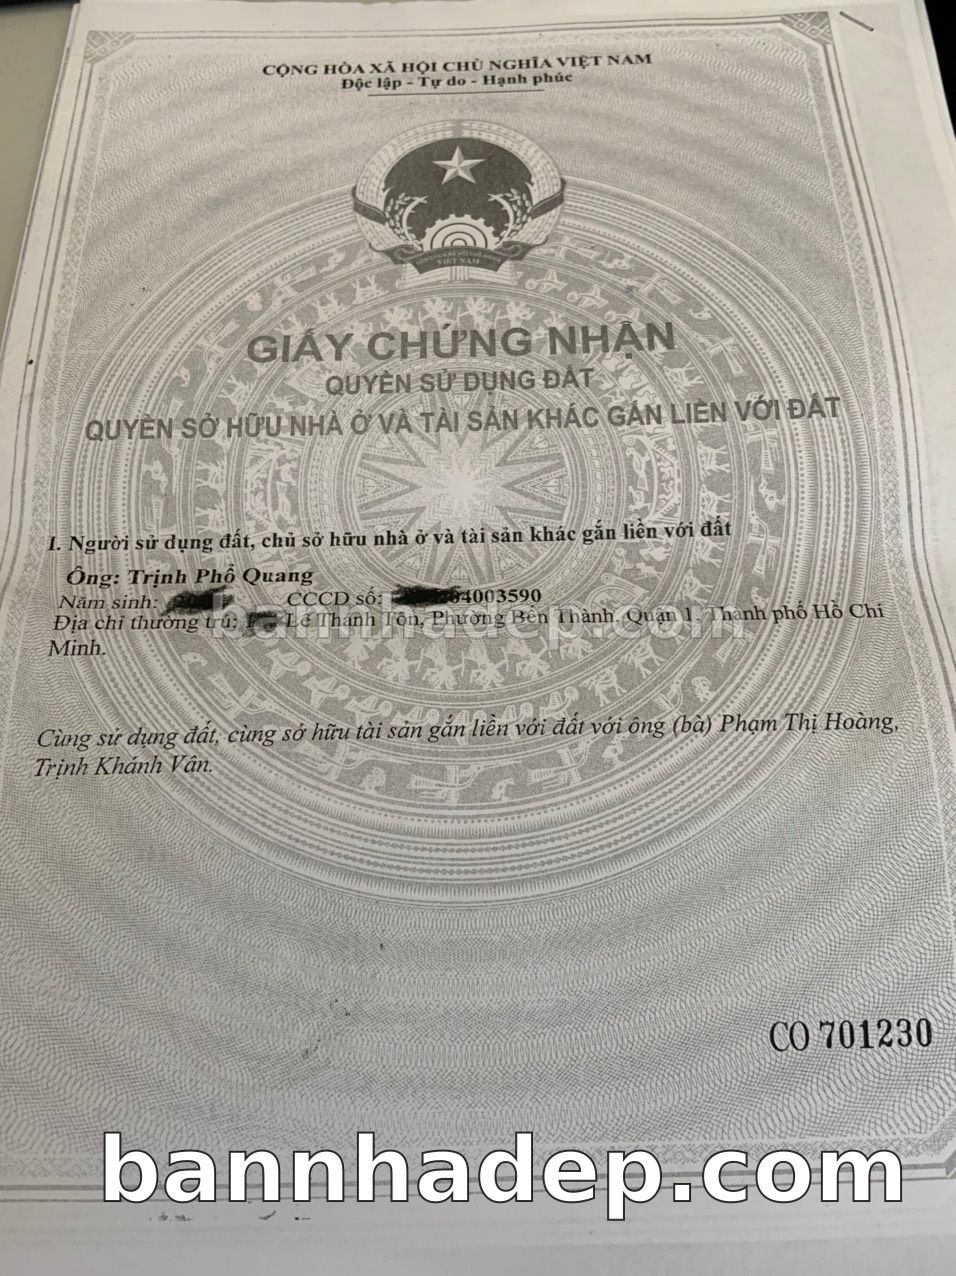 CỘNG HÒA XÃ HỘI CHỦ NGHĨA VIỆT NAM
Độc lập - Tự do - Hạnh phúc
VIỆT NAM
GIẤY CHỨNG NHẬN
QUYỀN SỬ DỤNG ĐẤT
QUYỀN SỞ HỮU NHÀ Ở VÀ TÀI SẢN KHÁC GẮN LIỀN VỚI ĐẤT
I. Người sử dụng đất, chủ sở hữu nhà ở và tài sản khác gắn liền với đất
Ông: Trịnh Phổ Quang
Năm sinh: CCCD số: 4003590
bannhadep.com
Địa chỉ thường trú: Lê Thánh Tôn, Phường Bến Thành, Quận 1, Thành phố Hồ Chí
Minh.
Cùng sử dụng đất, cùng sở hữu tài sản gắn liền với đất với ông (bà) Phạm Thị Hoàng,
Trịnh Khánh Vân.
CO 701230
bannhadep.com